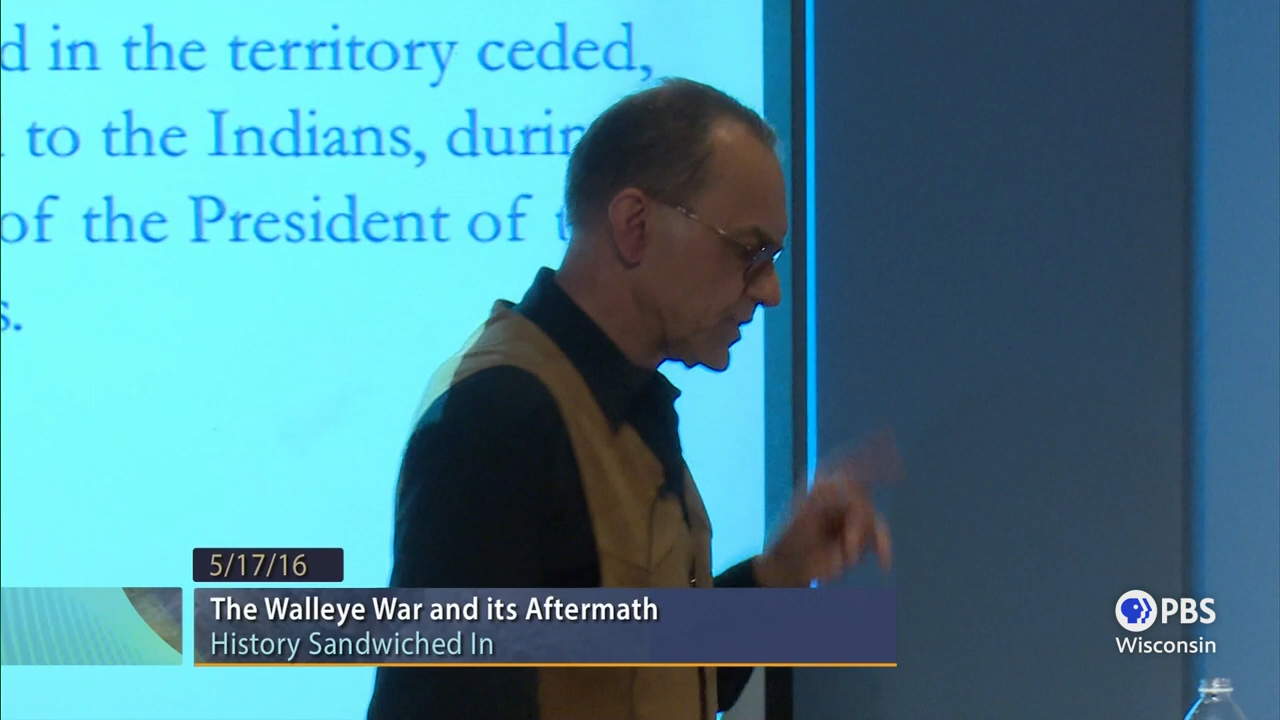 in the territory ceded,
to the Indians,
of the President of
s.
5/17/16
The Walleye War and its Aftermath
History Sandwiched In
PBS
Wisconsin